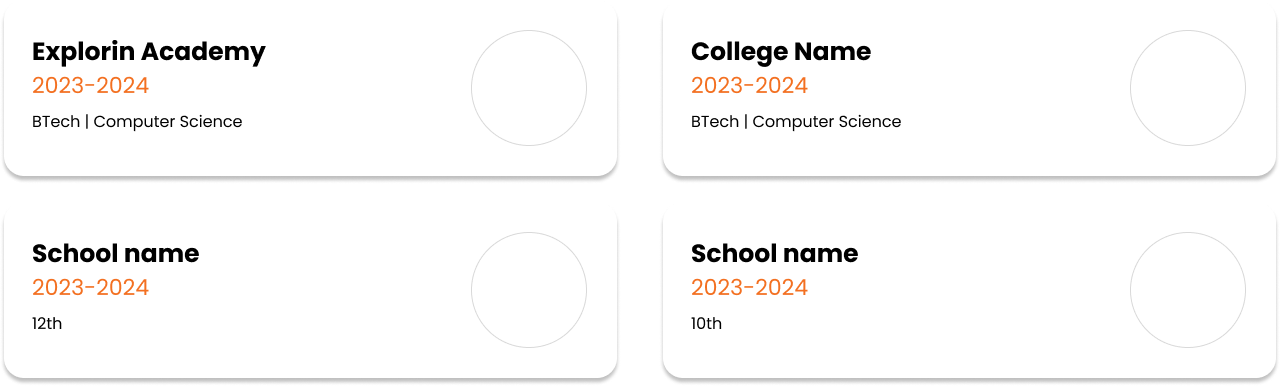 Explorin Academy
2023-2024
BTech | Computer Science
College Name
2023-2024
BTech | Computer Science
School name
2023-2024
12th
School name
2023-2024
10th